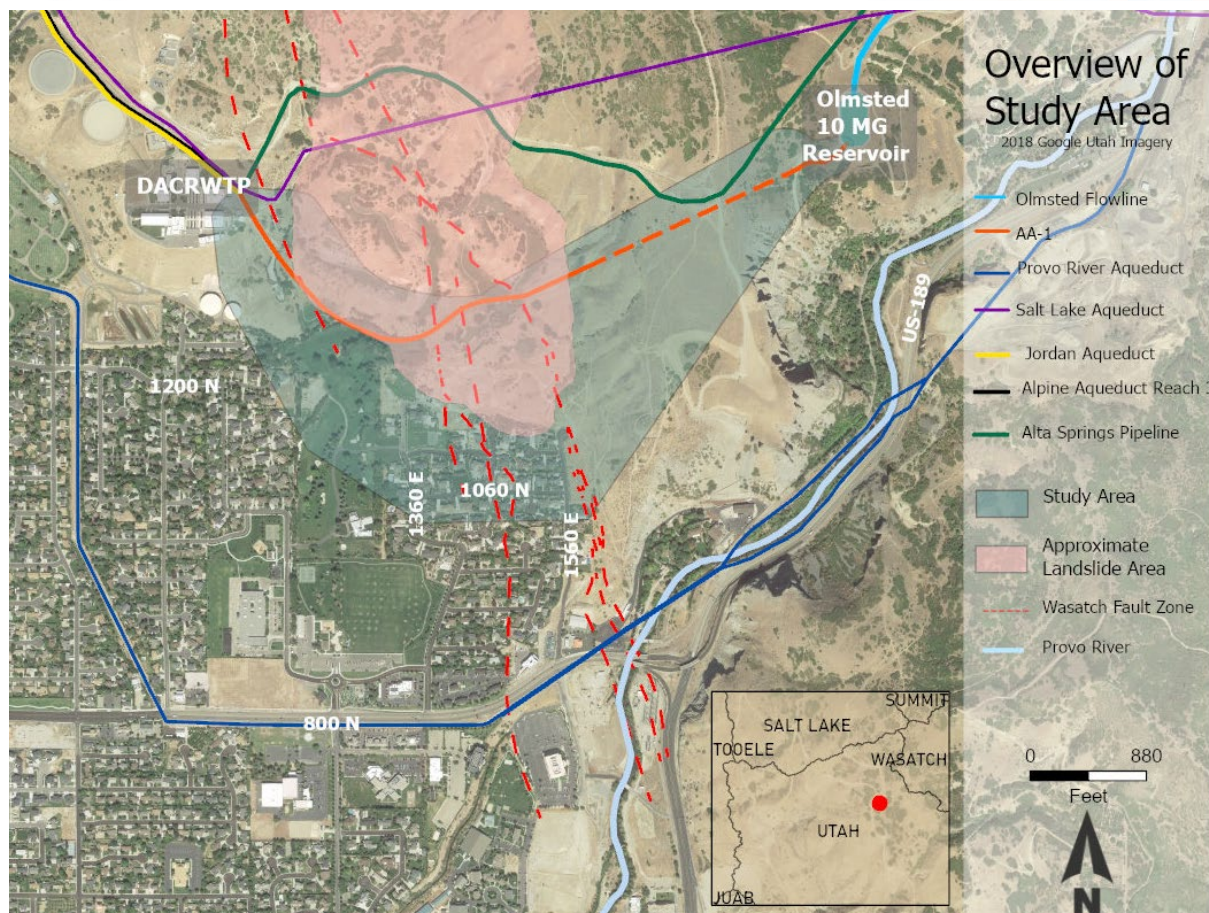 Overview of
Study Area
2018 Google Utah Imagery
Olmsted
10 MG
Reservoir
DACRWTP
Olmsted Flowline
AA-1
Provo River Aqueduct
Salt Lake Aqueduct
Jordan Aqueduct
Alpine Aqueduct Reach 1
Alta Springs Pipeline
Study Area
Approximate
Landslide Area
Wasatch Fault Zone
Provo River
US-189
1200 N
1360 E
1060 N
1560 E
800 N
SUMMIT
SALT LAKE
TOOELE
WASATCH
UTAH
JUAB
0 880
Feet
N